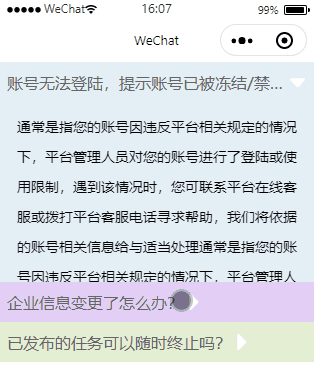 WeChat 16:07 99%
WeChat
账号无法登陆，提示账号已被冻结/禁...
通常是指您的账号因违反平台相关规定的情况
下，平台管理人员对您的账号进行了登陆或使
用限制，遇到该情况时，您可联系平台在线客
服或拨打平台客服电话寻求帮助，我们将依据
的账号相关信息给与适当处理通常是指您的账
号因违反平台相关规定的情况下，平台管理人
企业信息变更了怎么办?
已发布的任务可以随时终止吗?